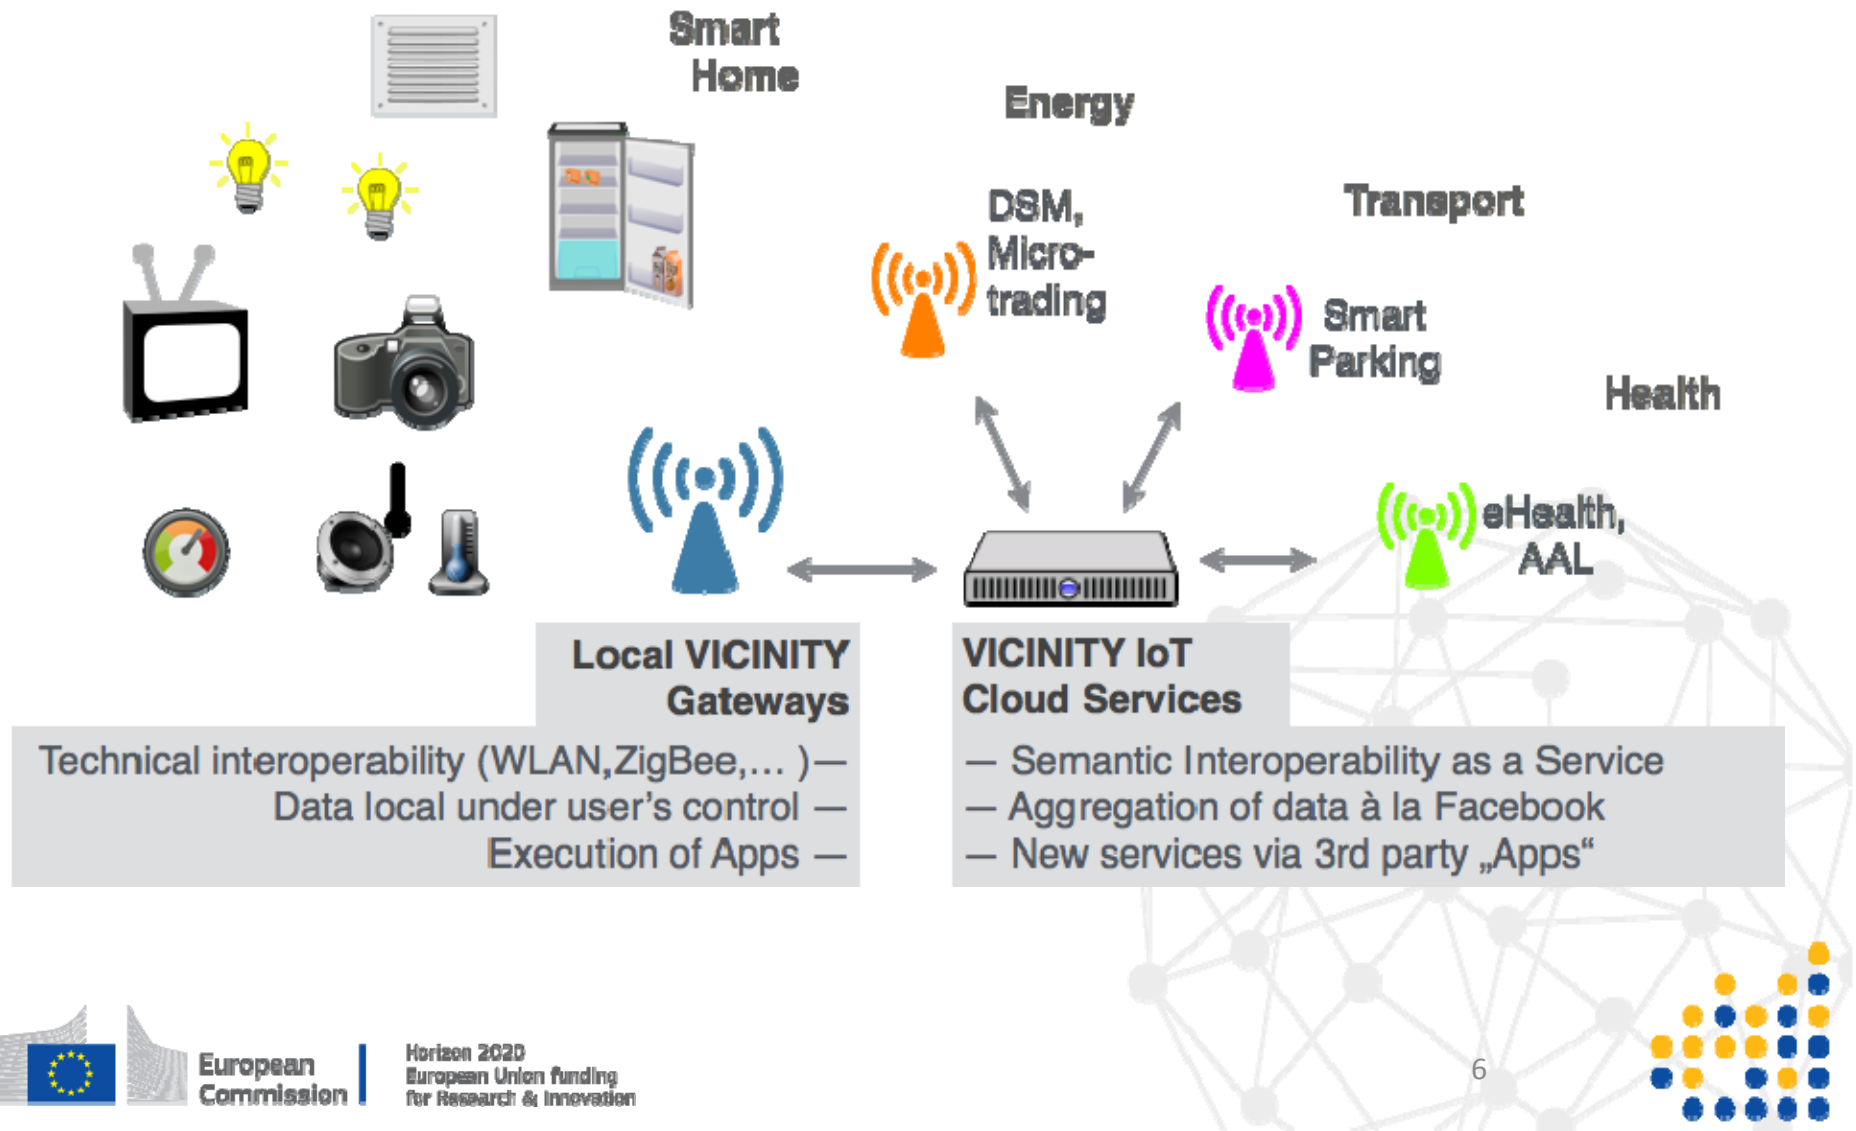 Smart
Home
Energy
DSM,
Micro-
trading
Transport
Smart
Parking
Health
eHealth,
AAL
Local VICINITY
Gateways
Technical interoperability (WLAN,ZigBee,... ) —
Data local under user's control —
Execution of Apps —
VICINITY IoT
Cloud Services
— Semantic Interoperability as a Service
— Aggregation of data à la Facebook
— New services via 3rd party „Apps“
European
Commission
Horizon 2020
European Union funding
for Research & Innovation
6